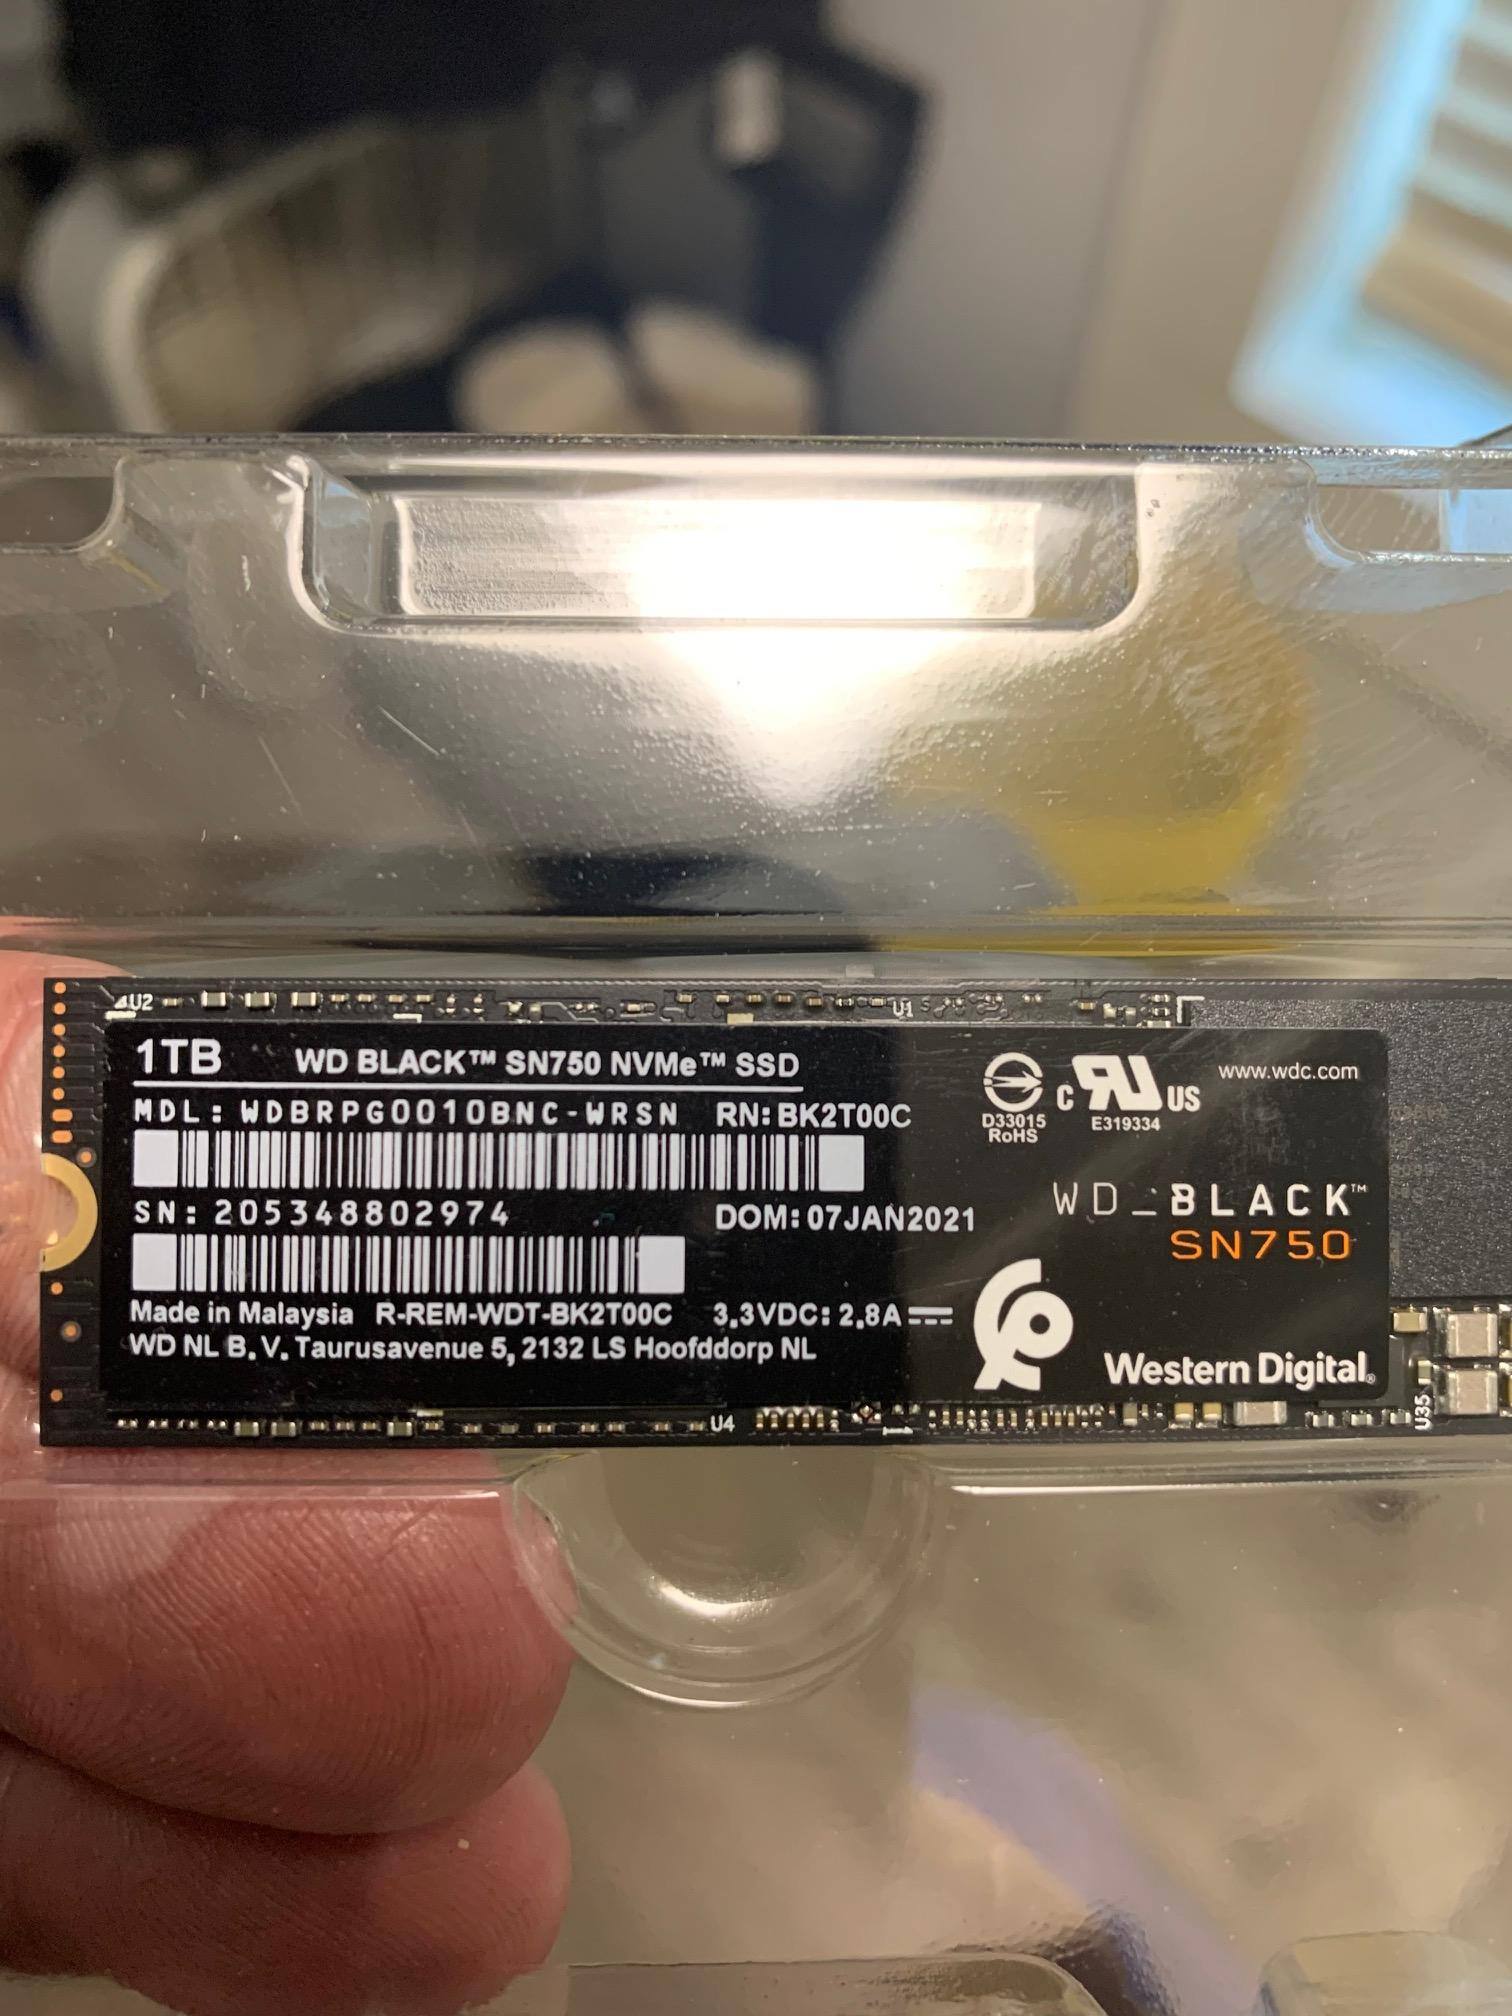 U2
U1
1TB WD BLACK™ SN750 NVMe™ SSD
MDL: WDBRPG0010BNC-WRSN RN: BK2T00C
SN: 205348802974 DOM: 07JAN2021
Made in Malaysia R-REM-WDT-BK2T00C 3.3VDC: 2.8A
WD NL B.V. Taurusavenue 5, 2132 LS Hoofddorp NL
D33015
RoHS
C RU US
E319334
www.wdc.com
WD_BLACK™
SN750
Western Digital®
U4
U35